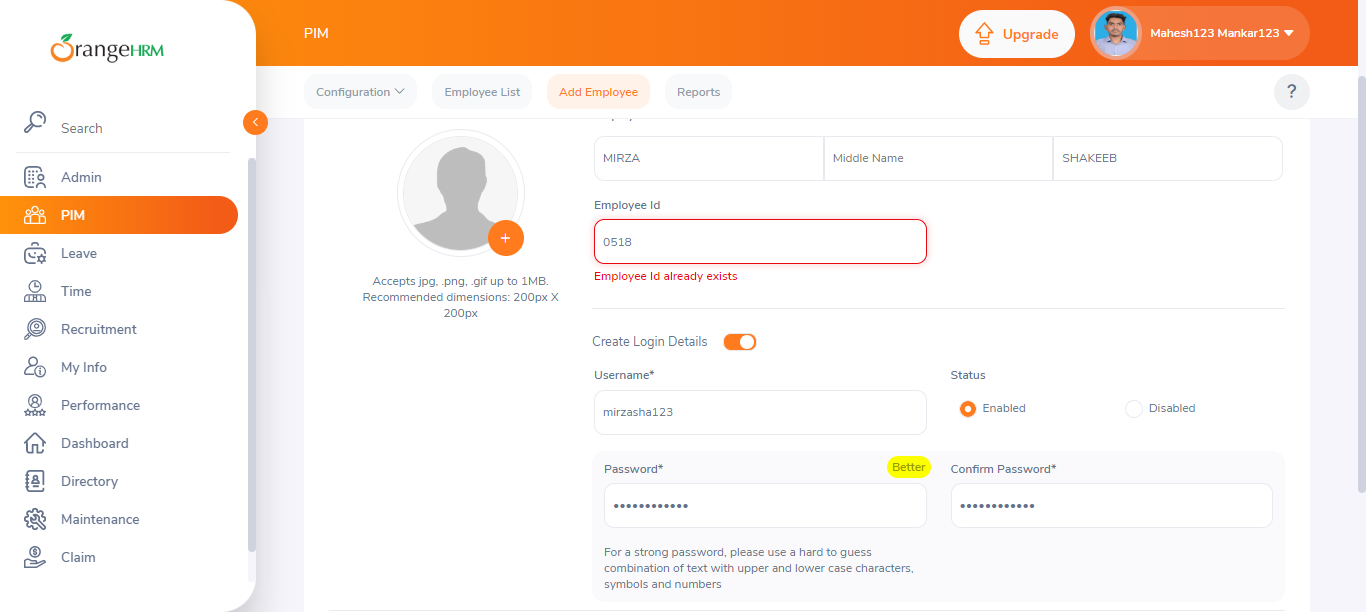 OrangeHRM
PIM
Upgrade
Mahesh123 Mankar123
Search
Admin
PIM
Leave
Time
Recruitment
My Info
Performance
Dashboard
Directory
Maintenance
Claim
Configuration
Employee List
Add Employee
Reports
?
MIRZA
Middle Name
SHAKEEB
Employee Id
0518
Employee Id already exists
+
Accepts jpg, .png, .gif up to 1MB.
Recommended dimensions: 200px X
200px
Create Login Details
Username*
mirzasha123
Status
Enabled
Disabled
Password*
Better
••••••••••••
Confirm Password*
••••••••••••
For a strong password, please use a hard to guess
combination of text with upper and lower case characters,
symbols and numbers